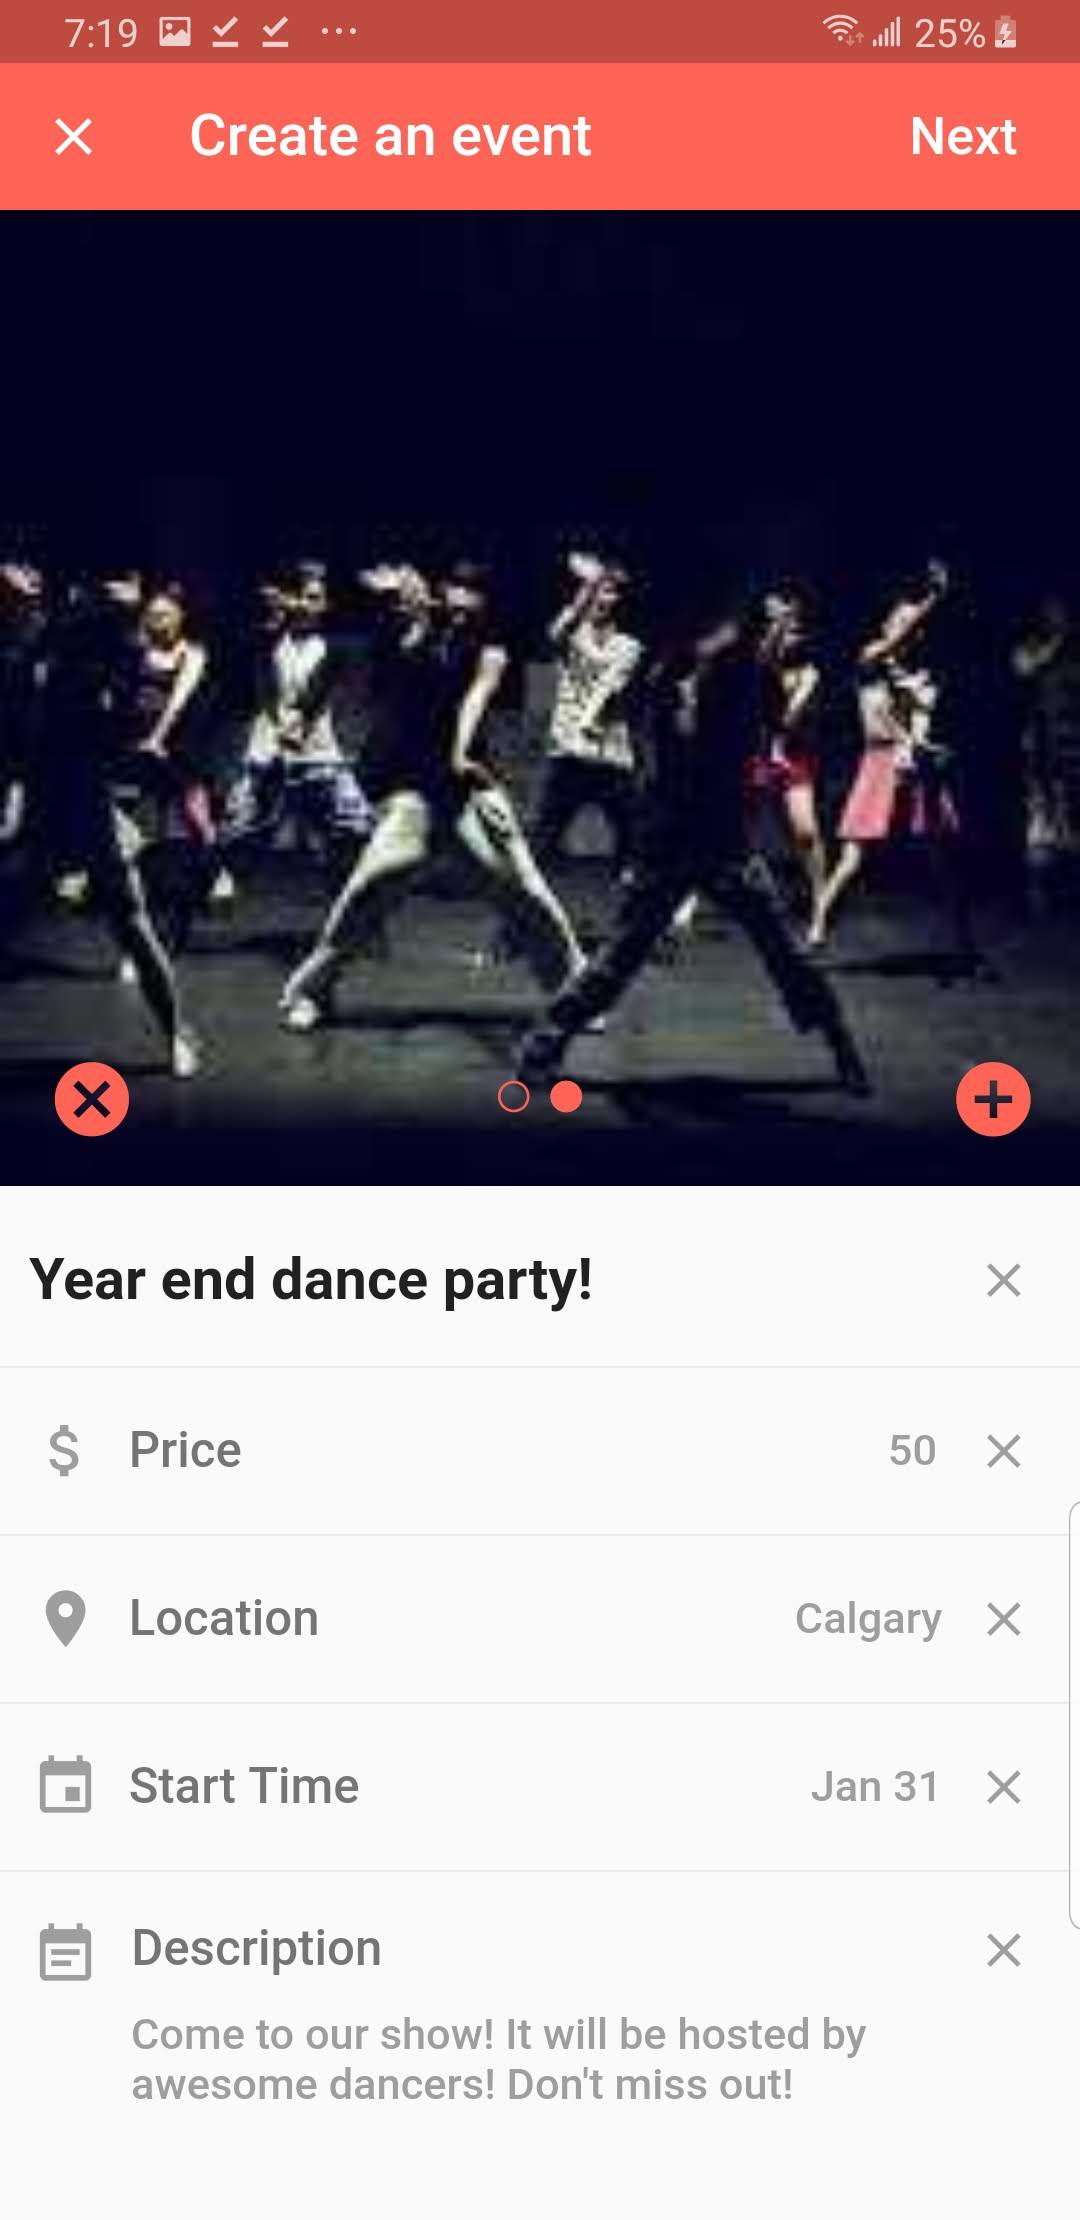 7:19 25%
Create an event Next
Year end dance party!
$ Price 50
Location Calgary
Start Time Jan 31
Description
Come to our show! It will be hosted by
awesome dancers! Don't miss out!